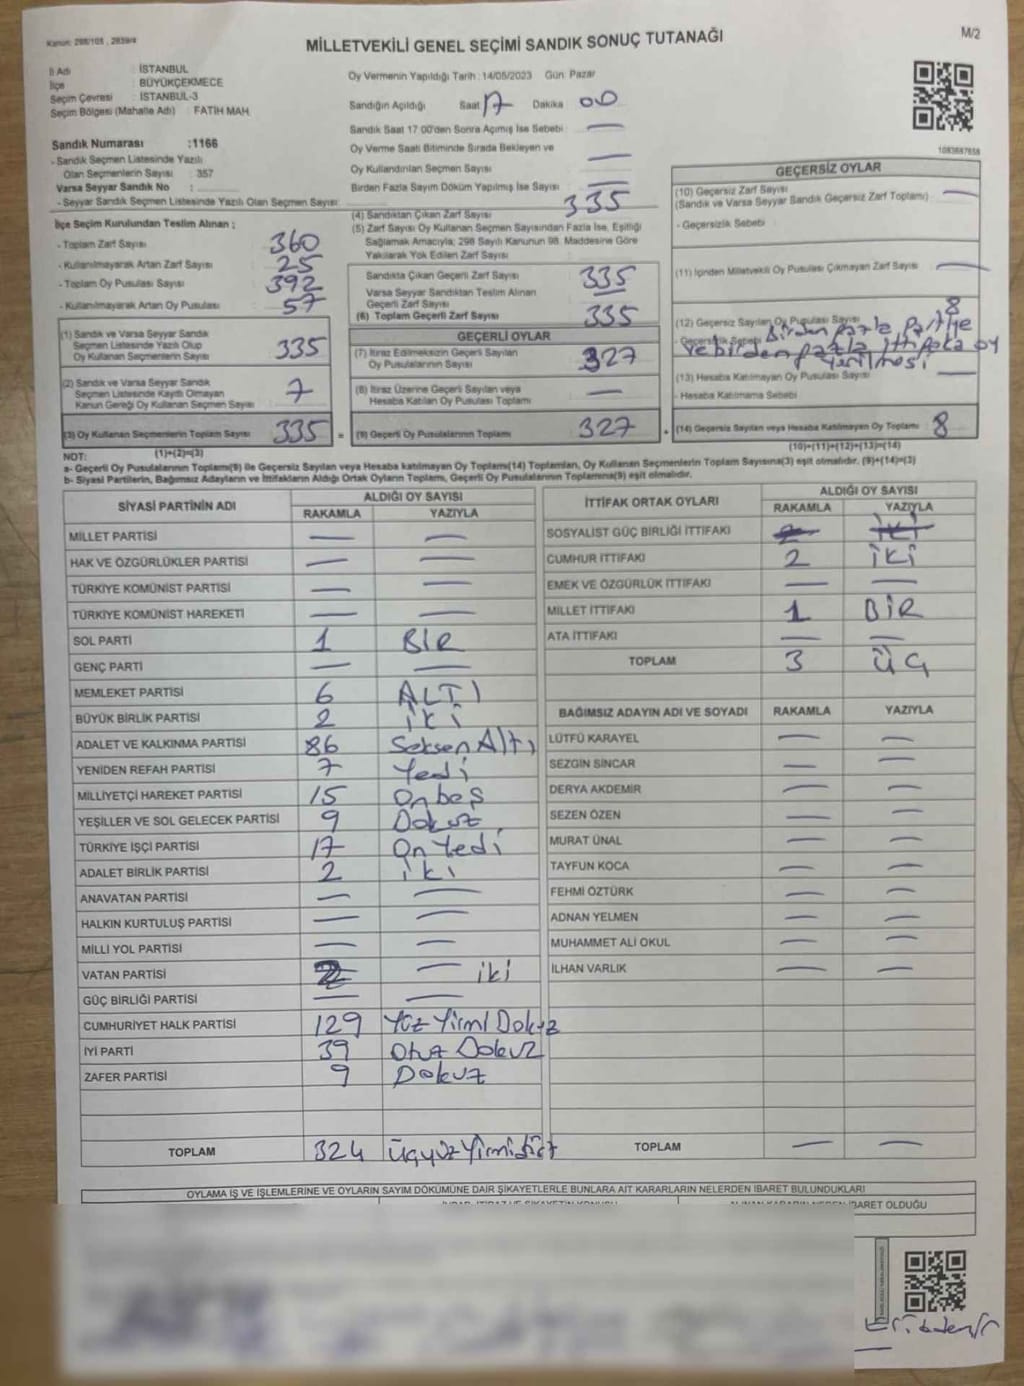 Kanun: 298/105 , 2839/4
MİLLETVEKİLİ GENEL SEÇİMİ SANDIK SONUÇ TUTANAĞI
M/2
İl Adı : İSTANBUL
İlçe : BÜYÜKÇEKMECE
Seçim Çevresi : İSTANBUL-3
Seçim Bölgesi (Mahalle Adı) : FATİH MAH.
Sandık Numarası :1166
- Sandık Seçmen Listesinde Yazılı
Olan Seçmenlerin Sayısı : 357
Varsa Seyyar Sandık No :
- Seyyar Sandık Seçmen Listesinde Yazılı Olan Seçmen Sayısı:
Oy Vermenin Yapıldığı Tarih : 14/05/2023 Gün: Pazar
Sandığın Açıldığı Saat 17 Dakika 00
Sandık Saat 17:00'den Sonra Açılmış İse Sebebi : —
Oy Verme Saati Bitiminde Sırada Bekleyen ve
Oy Kullandırılan Seçmen Sayısı : —
Birden Fazla Sayım Döküm Yapılmış İse Sayısı : —
İlçe Seçim Kurulundan Teslim Alınan ;
- Toplam Zarf Sayısı : 360
- Kullanılmayarak Artan Zarf Sayısı : 25
- Toplam Oy Pusulası Sayısı : 392
- Kullanılmayarak Artan Oy Pusulası : 57
(1) Sandık ve Varsa Seyyar Sandık
Seçmen Listesinde Yazılı Olup
Oy Kullanan Seçmenlerin Sayısı : 335
(2) Sandık ve Varsa Seyyar Sandık
Seçmen Listesinde Kayıtlı Olmayan
Kanun Gereği Oy Kullanan Seçmen Sayısı : 7
(3) Oy Kullanan Seçmenlerin Toplam Sayısı : 335 =
(1)+(2)=(3)
(4) Sandıktan Çıkan Zarf Sayısı : 335
(5) Zarf Sayısı Oy Kullanan Seçmen Sayısından Fazla İse, Eşitliği
Sağlamak Amacıyla; 298 Sayılı Kanunun 98. Maddesine Göre
Yakılarak Yok Edilen Zarf Sayısı :
Sandıkta Çıkan Geçerli Zarf Sayısı : 335
Varsa Seyyar Sandıktan Teslim Alınan
Geçerli Zarf Sayısı : —
(6) Toplam Geçerli Zarf Sayısı : 335
GEÇERLİ OYLAR
(7) İtiraz Edilmeksizin Geçerli Sayılan
Oy Pusulalarının Sayısı : 327
(8) İtiraz Üzerine Geçerli Sayılan veya
Hesaba Katılan Oy Pusulası Toplamı : —
(9) Geçerli Oy Pusulalarının Toplamı : 327 +
1083687658
GEÇERSİZ OYLAR
(10) Geçersiz Zarf Sayısı : —
(Sandık ve Varsa Seyyar Sandık Geçersiz Zarf Toplamı)
- Geçersizlik Sebebi :
(11) İçinden Milletvekili Oy Pusulası Çıkmayan Zarf Sayısı : —
(12) Geçersiz Sayılan Oy Pusulası Sayısı : 8
- Geçersizlik Sebebi : Birden fazla Partiye
ve birden fazla ittifaka oy
verilmesi
(13) Hesaba Katılmayan Oy Pusulası Sayısı : —
- Hesaba Katılmama Sebebi :
(14) Geçersiz Sayılan veya Hesaba Katılmayan Oy Toplamı : 8
(10)+(11)+(12)+(13)=(14)
NOT:
a- Geçerli Oy Pusulalarının Toplamı(9) ile Geçersiz Sayılan veya Hesaba katılmayan Oy Toplamı(14) Toplamları, Oy Kullanan Seçmenlerin Toplam Sayısına(3) eşit olmalıdır. (9)+(14)=(3)
b- Siyasi Partilerin, Bağımsız Adayların ve İttifakların Aldığı Ortak Oyların Toplamı, Geçerli Oy Pusulalarının Toplamına(9) eşit olmalıdır.
SİYASİ PARTİNİN ADI ALDIĞI OY SAYISI
RAKAMLA YAZIYLA
MİLLET PARTİSİ — —
HAK VE ÖZGÜRLÜKLER PARTİSİ — —
TÜRKİYE KOMÜNİST PARTİSİ — —
TÜRKİYE KOMÜNİST HAREKETİ — —
SOL PARTİ 1 BİR
GENÇ PARTİ — —
MEMLEKET PARTİSİ 6 ALTI
BÜYÜK BİRLİK PARTİSİ 2 iKi
ADALET VE KALKINMA PARTİSİ 86 Seksen Altı
YENİDEN REFAH PARTİSİ 7 Yedi
MİLLİYETÇİ HAREKET PARTİSİ 15 Onbeş
YEŞİLLER VE SOL GELECEK PARTİSİ 9 Dokuz
TÜRKİYE İŞÇİ PARTİSİ 17 On Yedi
ADALET BİRLİK PARTİSİ 2 iki
ANAVATAN PARTİSİ — —
HALKIN KURTULUŞ PARTİSİ — —
MİLLİ YOL PARTİSİ — —
VATAN PARTİSİ 2 — iki
GÜÇ BİRLİĞİ PARTİSİ — —
CUMHURİYET HALK PARTİSİ 129 Yüz Yirmi Dokuz
İYİ PARTİ 39 Otuz Dokuz
ZAFER PARTİSİ 9 Dokuz
TOPLAM 324 Üçyüz Yirmidört
İTTİFAK ORTAK OYLARI ALDIĞI OY SAYISI
RAKAMLA YAZIYLA
SOSYALİST GÜÇ BİRLİĞİ İTTİFAKI 2 iki
CUMHUR İTTİFAKI 2 iki
EMEK VE ÖZGÜRLÜK İTTİFAKI — —
MİLLET İTTİFAKI 1 BİR
ATA İTTİFAKI — —
TOPLAM 3 ÜÇ
BAĞIMSIZ ADAYIN ADI VE SOYADI RAKAMLA YAZIYLA
LÜTFÜ KARAYEL — —
SEZGİN SİNCAR — —
DERYA AKDEMİR — —
SEZEN ÖZEN — —
MURAT ÜNAL — —
TAYFUN KOCA — —
FEHMİ ÖZTÜRK — —
ADNAN YELMEN — —
MUHAMMET ALİ OKUL — —
İLHAN VARLIK — —
TOPLAM — —
OYLAMA İŞ VE İŞLEMLERİNE VE OYLARIN SAYIM DÖKÜMÜNE DAİR ŞİKAYETLERLE BUNLARA AİT KARARLARIN NELERDEN İBARET BULUNDUKLARI
İBARET OLDUĞU